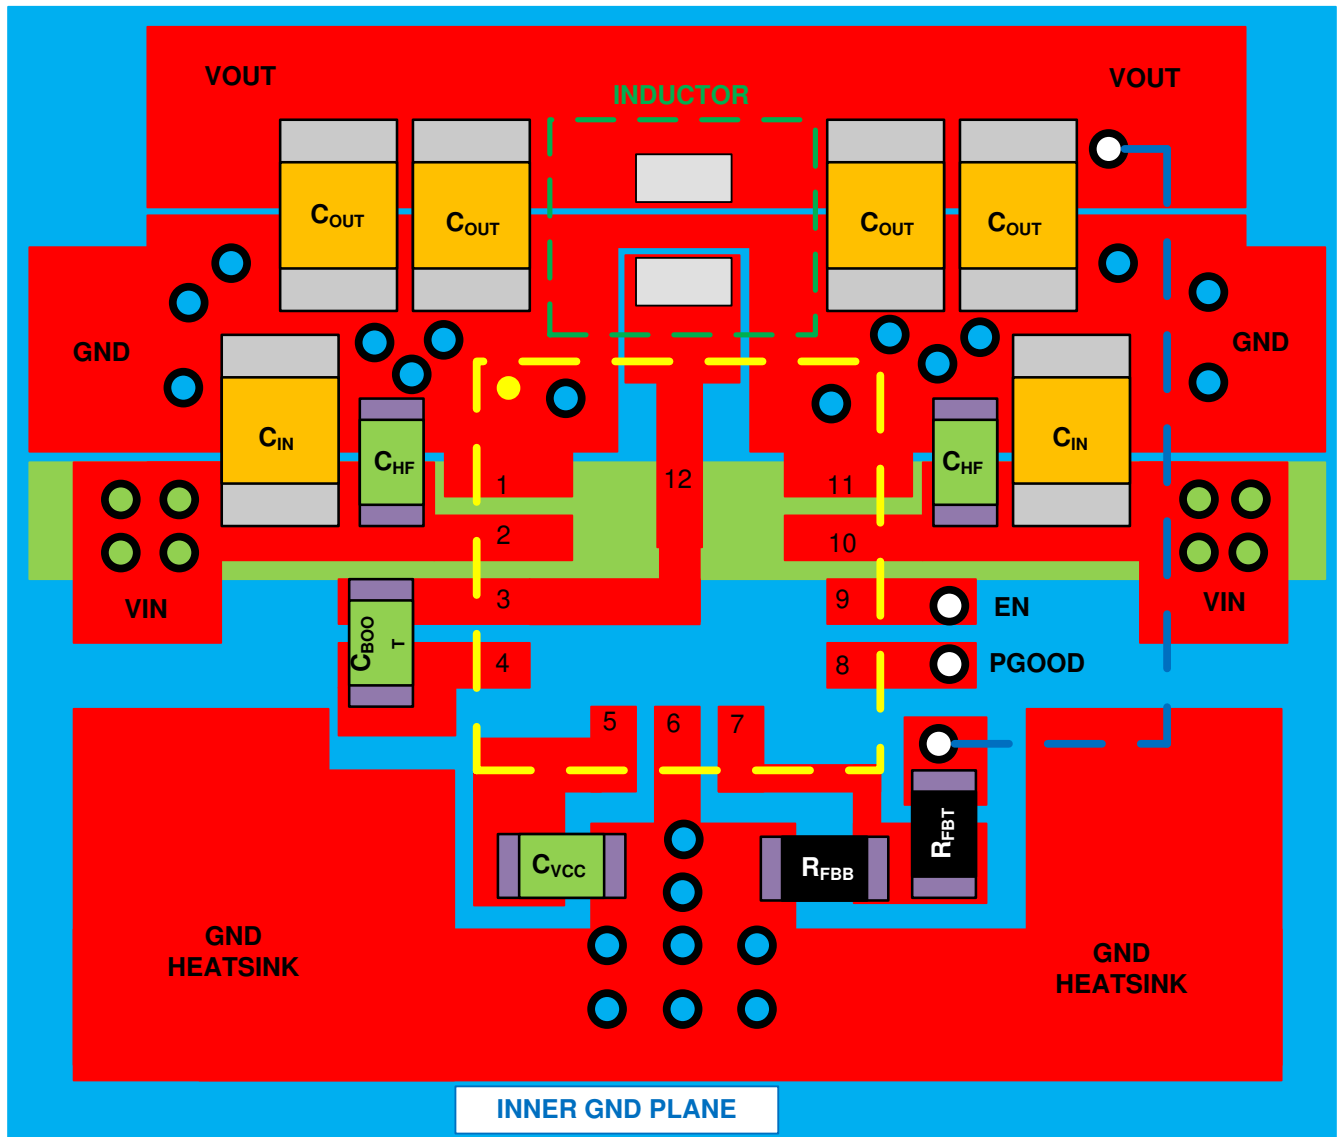 VOUT
VOUT
INDUCTOR
COUT
COUT
COUT
COUT
GND
GND
CIN
CHF
CHF
CIN
1
12
11
2
10
VIN
3
9
EN
VIN
CBOO
T
4
8
PGOOD
5
6
7
RFBT
CVCC
RFBB
GND
HEATSINK
GND
HEATSINK
INNER GND PLANE